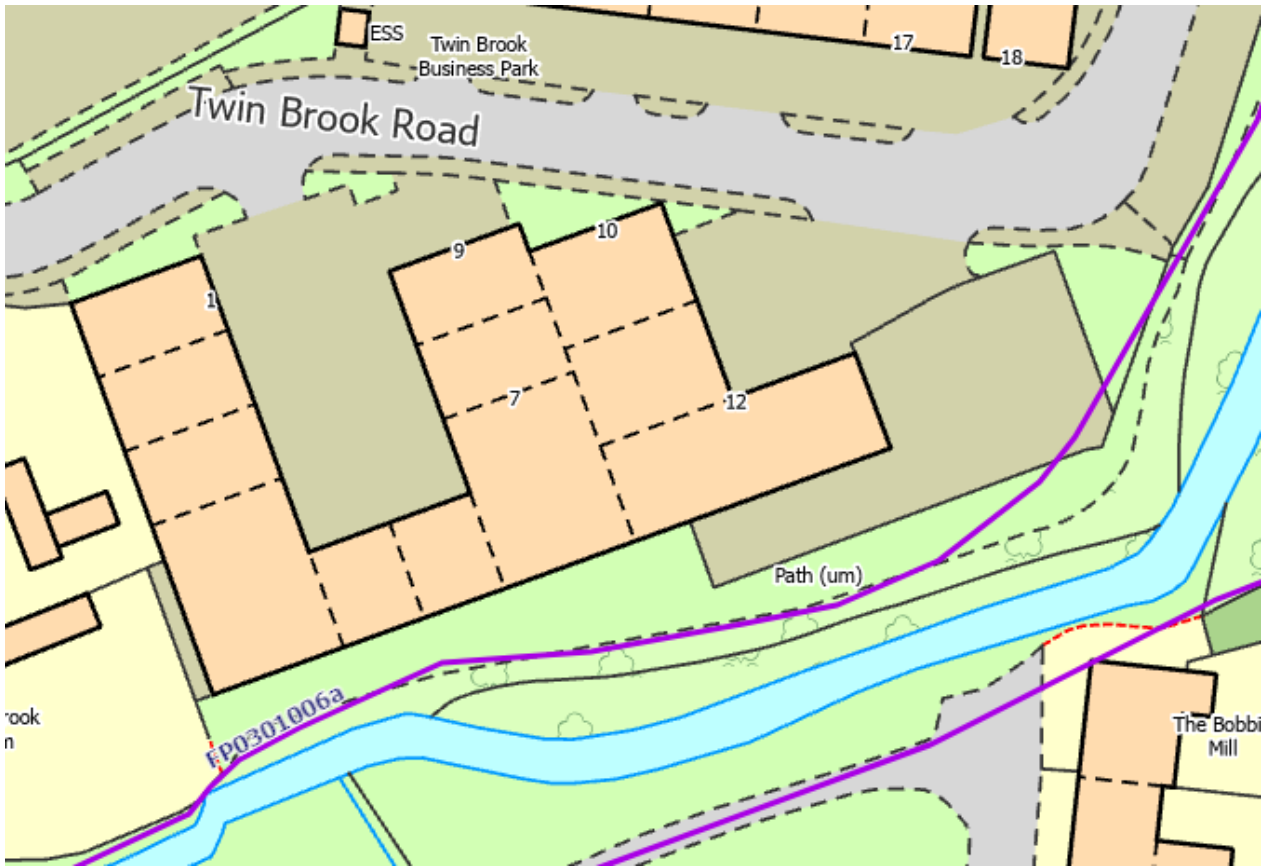 ESS
Twin Brook
Business Park
17
18
Twin Brook Road
9
10
1
7
12
Path (um)
FP0301006a
rook
The Bobbi
Mill